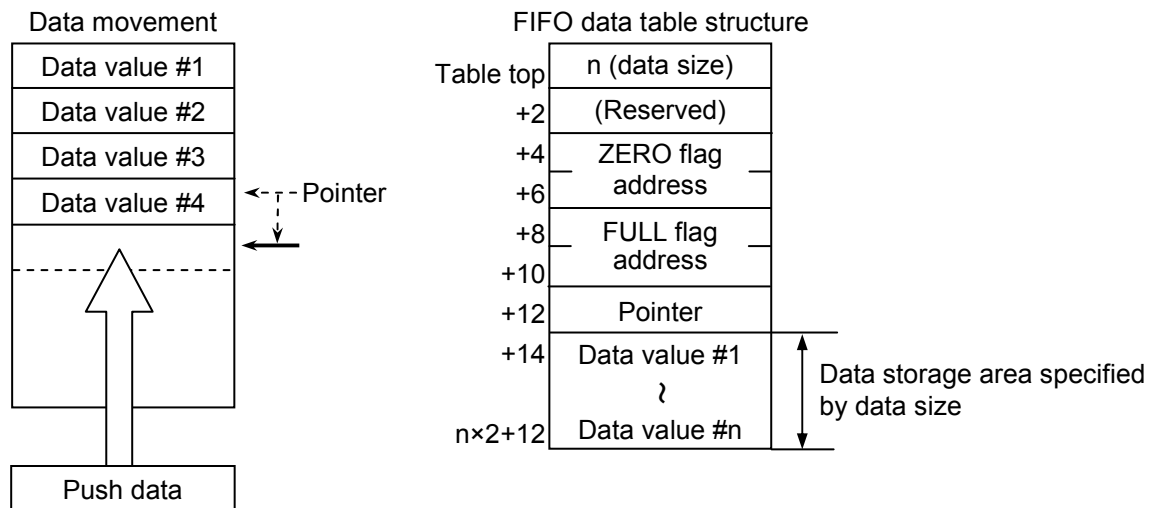 Data movement
Data value #1
Data value #2
Data value #3
Data value #4
Pointer
Push data
FIFO data table structure
Table top
n (data size)
+2
(Reserved)
+4
ZERO flag
address
+6
+8
FULL flag
address
+10
+12
Pointer
+14
Data value #1
~
n×2+12
Data value #n
Data storage area specified
by data size